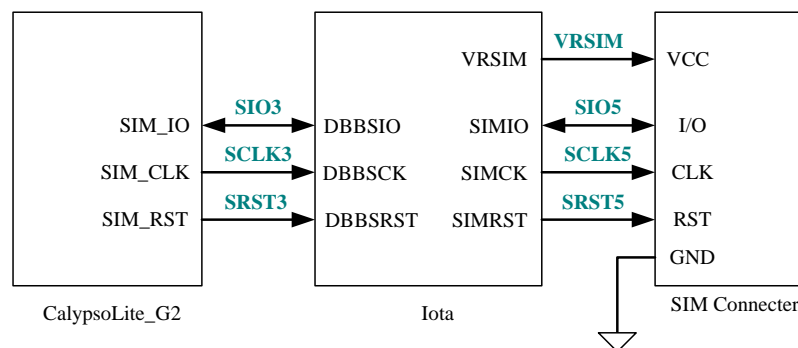 VRSIM
VRSIM VCC
SIO3 SIO5
SIM_IO DBBSIO SIMIO I/O
SCLK3 SCLK5
SIM_CLK DBBSCK SIMCK CLK
SRST3 SRST5
SIM_RST DBBSRST SIMRST RST
GND
CalypsoLite_G2 Iota SIM Connecter